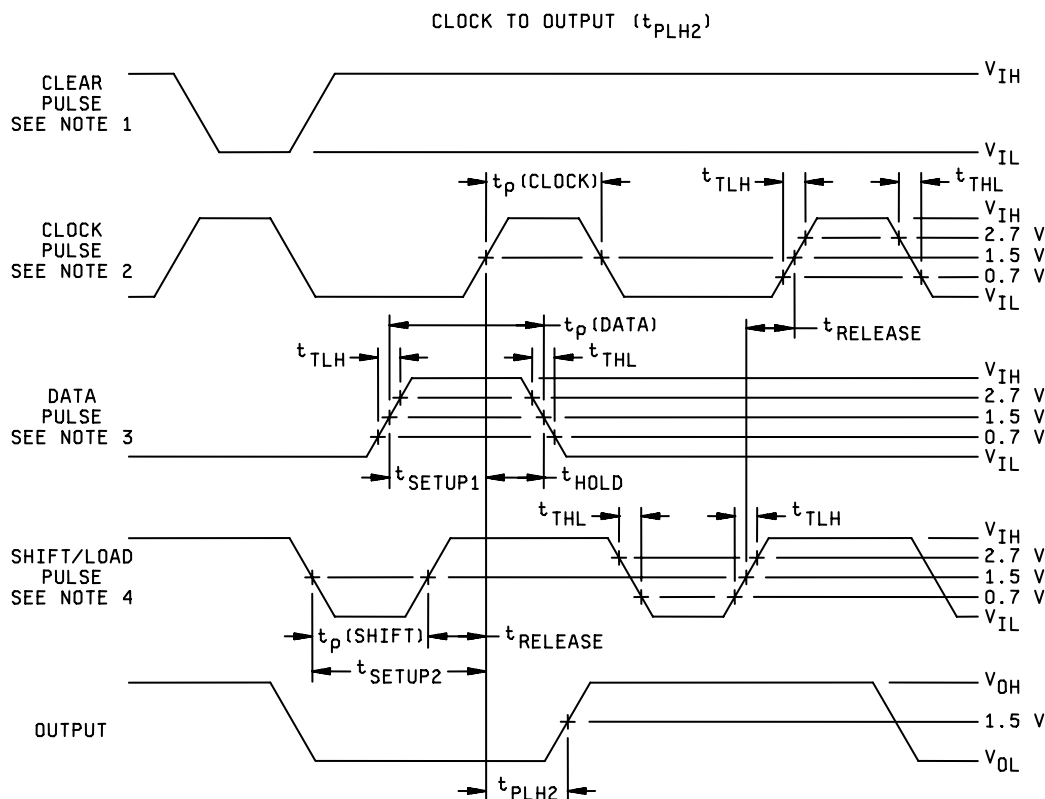 CLOCK TO OUTPUT (tPLH2)
CLEAR
PULSE
SEE NOTE 1
VIH
VIL
tp(CLOCK)
tTLH
tTHL
CLOCK
PULSE
SEE NOTE 2
VIH
2.7 V
1.5 V
0.7 V
VIL
tp(DATA)
tRELEASE
tTLH
tTHL
DATA
PULSE
SEE NOTE 3
VIH
2.7 V
1.5 V
0.7 V
VIL
tSETUP1
tHOLD
tTHL
tTLH
SHIFT/LOAD
PULSE
SEE NOTE 4
VIH
2.7 V
1.5 V
0.7 V
VIL
tp(SHIFT)
tRELEASE
tSETUP2
OUTPUT
VOH
1.5 V
VOL
tPLH2